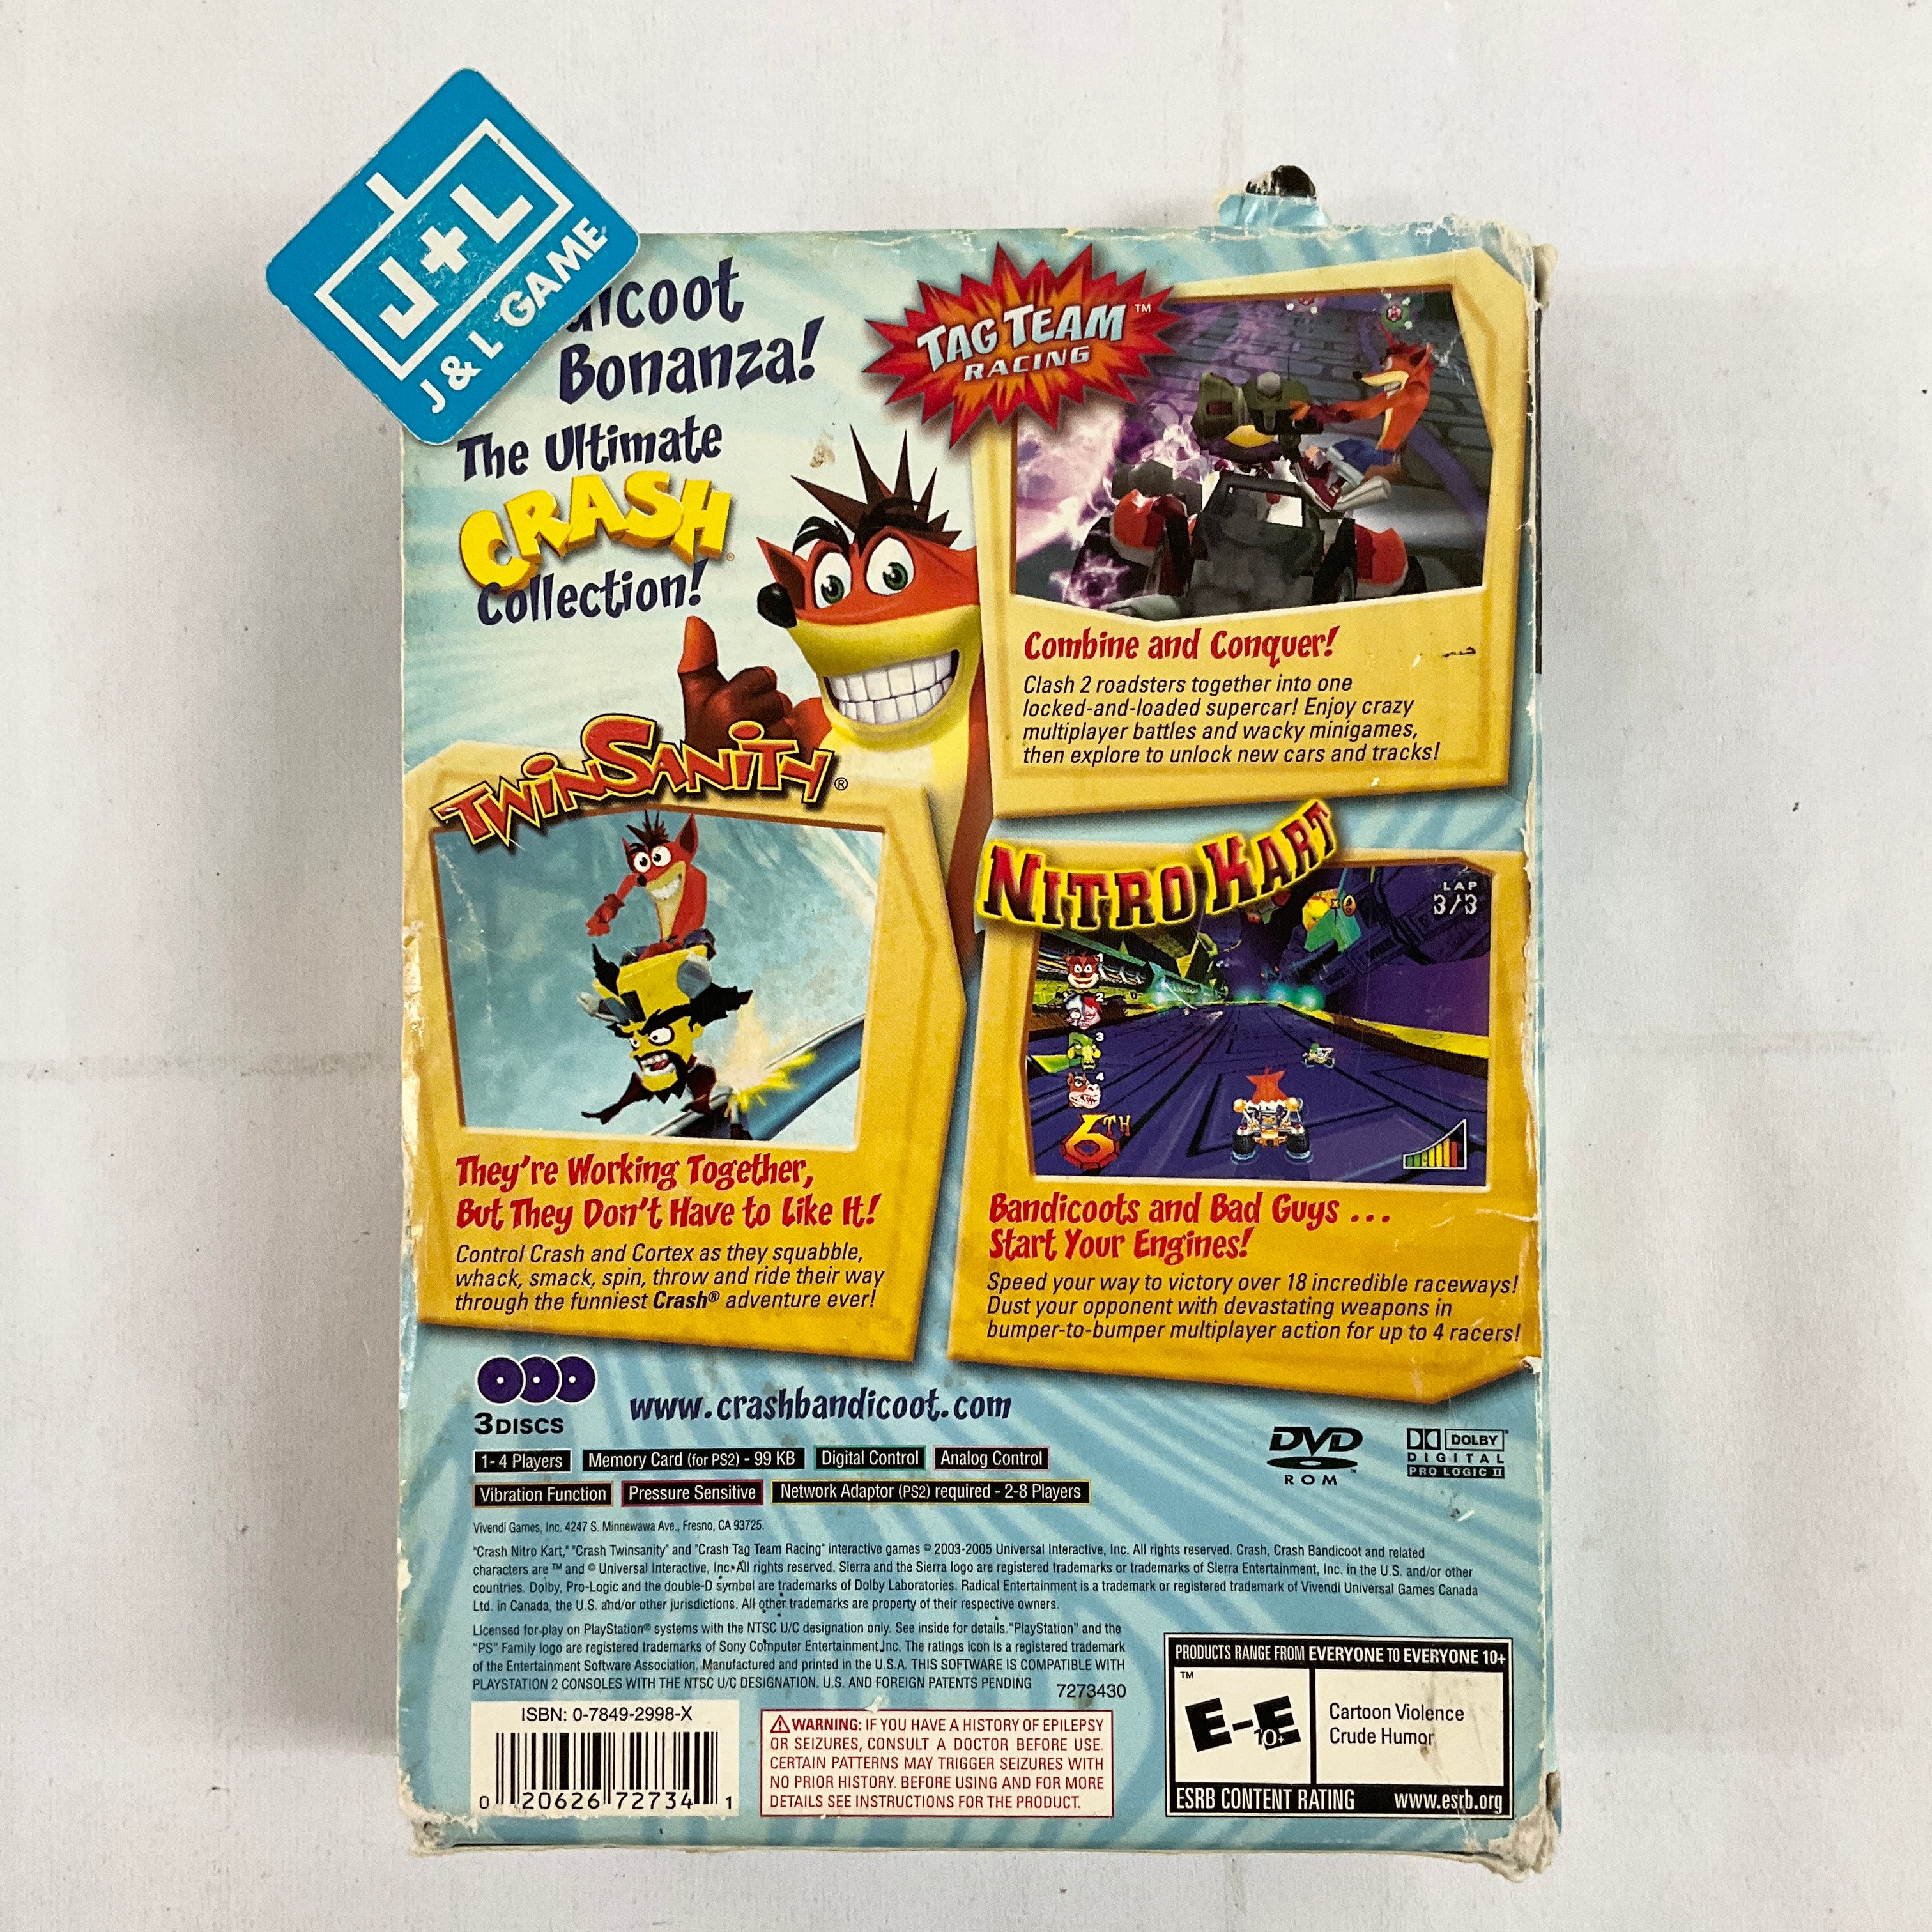 J+L
J & L GAME
Bonanza!
The Ultimate
CRASH®
Collection!
TAG TEAM™
RACING
Combine and Conquer!
Clash 2 roadsters together into one
locked-and-loaded supercar! Enjoy crazy
multiplayer battles and wacky minigames,
then explore to unlock new cars and tracks!
TWINSANITY®
They're Working Together,
But They Don't Have to Like It!
Control Crash and Cortex as they squabble,
whack, smack, spin, throw and ride their way
through the funniest Crash® adventure ever!
NITRO KART
LAP
3/3
1
2
3
4
6TH
Bandicoots and Bad Guys ...
Start Your Engines!
Speed your way to victory over 18 incredible raceways!
Dust your opponent with devastating weapons in
bumper-to-bumper multiplayer action for up to 4 racers!
3 DISCS
www.crashbandicoot.com
DVD
ROM
DOLBY
DIGITAL
PRO LOGIC II
1-4 Players
Memory Card (for PS2) - 99 KB
Digital Control
Analog Control
Vibration Function
Pressure Sensitive
Network Adaptor (PS2) required - 2-8 Players
Vivendi Games, Inc. 4247 S. Minnewawa Ave., Fresno, CA 93725.
"Crash Nitro Kart," "Crash Twinsanity" and "Crash Tag Team Racing" interactive games © 2003-2005 Universal Interactive, Inc. All rights reserved. Crash, Crash Bandicoot and related
characters are ™ and © Universal Interactive, Inc. All rights reserved. Sierra and the Sierra logo are registered trademarks or trademarks of Sierra Entertainment, Inc. in the U.S. and/or other
countries. Dolby, Pro-Logic and the double-D symbol are trademarks of Dolby Laboratories. Radical Entertainment is a trademark or registered trademark of Vivendi Universal Games Canada
Ltd. in Canada, the U.S. and/or other jurisdictions. All other trademarks are property of their respective owners.
Licensed for play on PlayStation® systems with the NTSC U/C designation only. See inside for details. "PlayStation" and the
"PS" Family logo are registered trademarks of Sony Computer Entertainment Inc. The ratings icon is a registered trademark
of the Entertainment Software Association. Manufactured and printed in the U.S.A. THIS SOFTWARE IS COMPATIBLE WITH
PLAYSTATION 2 CONSOLES WITH THE NTSC U/C DESIGNATION. U.S. AND FOREIGN PATENTS PENDING
7273430
ISBN: 0-7849-2998-X
0 20626 72734 1
WARNING: IF YOU HAVE A HISTORY OF EPILEPSY
OR SEIZURES, CONSULT A DOCTOR BEFORE USE.
CERTAIN PATTERNS MAY TRIGGER SEIZURES WITH
NO PRIOR HISTORY. BEFORE USING AND FOR MORE
DETAILS SEE INSTRUCTIONS FOR THE PRODUCT.
PRODUCTS RANGE FROM EVERYONE TO EVERYONE 10+
™
E-E 10+
Cartoon Violence
Crude Humor
ESRB CONTENT RATING www.esrb.org